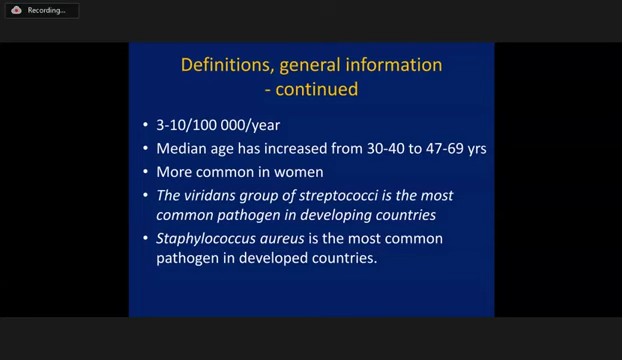 Recording...
Definitions, general information
- continued
• 3-10/100 000/year
• Median age has increased from 30-40 to 47-69 yrs
• More common in women
• The viridans group of streptococci is the most
common pathogen in developing countries
• Staphylococcus aureus is the most common
pathogen in developed countries.